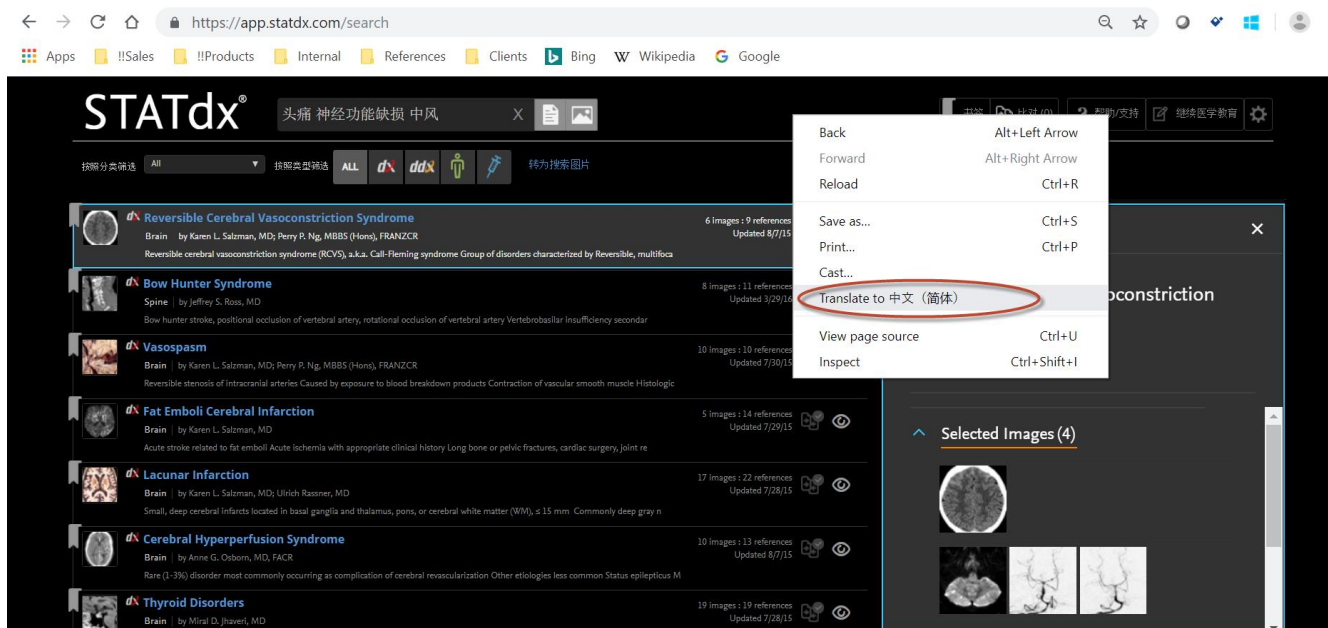 https://app.statdx.com/search
Apps !!Sales !!Products Internal References Clients Bing W Wikipedia G Google
STATdx®
头痛 神经功能缺损 中风 X
书签 比对 (0) ? 帮助/支持 继续医学教育
按照分类筛选 All 按照类型筛选 ALL dx ddx 转为搜索图片
dx Reversible Cerebral Vasoconstriction Syndrome
6 images : 9 references
Brain by Karen L. Salzman, MD; Perry P. Ng, MBBS (Hons), FRANZCR
Updated 8/7/15
Reversible cerebral vasoconstriction syndrome (RCVS), a.k.a. Call-Fleming syndrome Group of disorders characterized by Reversible, multifoca
dx Bow Hunter Syndrome
8 images : 11 references
Spine | by Jeffrey S. Ross, MD
Updated 3/29/16
Bow hunter stroke, positional occlusion of vertebral artery, rotational occlusion of vertebral artery Vertebrobasilar insufficiency secondar
dx Vasospasm
10 images : 10 references
Brain | by Karen L. Salzman, MD; Perry P. Ng, MBBS (Hons), FRANZCR
Updated 7/30/15
Reversible stenosis of intracranial arteries Caused by exposure to blood breakdown products Contraction of vascular smooth muscle Histologic
dx Fat Emboli Cerebral Infarction
5 images : 14 references
Brain | by Karen L. Salzman, MD
Updated 7/29/15
Acute stroke related to fat emboli Acute ischemia with appropriate clinical history Long bone or pelvic fractures, cardiac surgery, joint re
dx Lacunar Infarction
17 images : 22 references
Brain | by Karen L. Salzman, MD; Ulrich Rassner, MD
Updated 7/28/15
Small, deep cerebral infarcts located in basal ganglia and thalamus, pons, or cerebral white matter (WM), ≤ 15 mm Commonly deep gray n
dx Cerebral Hyperperfusion Syndrome
10 images : 13 references
Brain | by Anne G. Osborn, MD, FACR
Updated 8/7/15
Rare (1-3%) disorder most commonly occurring as complication of cerebral revascularization Other etiologies less common Status epilepticus M
dx Thyroid Disorders
19 images : 19 references
Brain | by Miral D. Jhaveri, MD
Updated 7/28/15
Back Alt+Left Arrow
Forward Alt+Right Arrow
Reload Ctrl+R
Save as... Ctrl+S
Print... Ctrl+P
Cast...
Translate to 中文（简体）
View page source Ctrl+U
Inspect Ctrl+Shift+I
oconstriction
Selected Images (4)